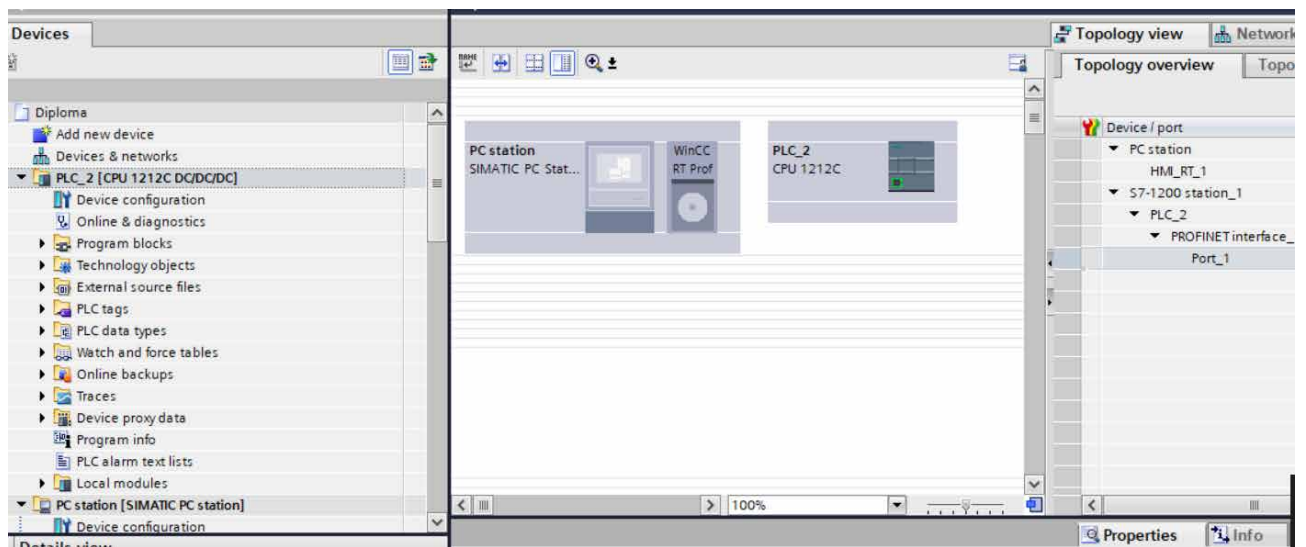 Devices
Diploma
Add new device
Devices & networks
PLC_2 [CPU 1212C DC/DC/DC]
Device configuration
Online & diagnostics
Program blocks
Technology objects
External source files
PLC tags
PLC data types
Watch and force tables
Online backups
Traces
Device proxy data
Program info
PLC alarm text lists
Local modules
PC station [SIMATIC PC station]
Device configuration
Details view
PC station
SIMATIC PC Stat...
WinCC
RT Prof
PLC_2
CPU 1212C
100%
Topology view
Network
Topology overview
Topo
Device / port
PC station
HMI_RT_1
S7-1200 station_1
PLC_2
PROFINET interface_
Port_1
Properties
Info